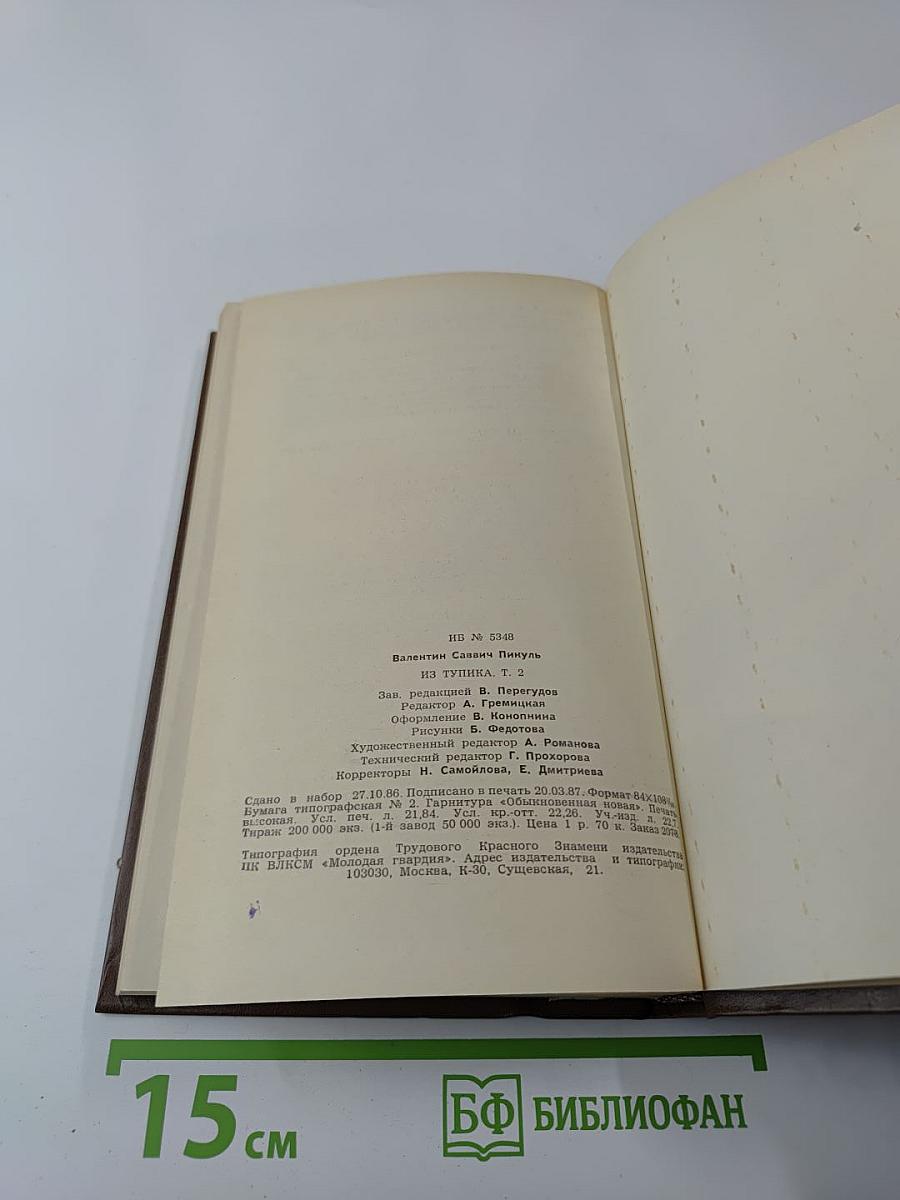 ИБ № 5348
Валентин Саввич Пикуль
ИЗ ТУПИКА. Т. 2
Зав. редакцией В. Перегудов
Редактор А. Гремицкая
Оформление В. Конопнина
Рисунки Б. Федотова
Художественный редактор А. Романова
Технический редактор Г. Прохорова
Корректоры Н. Самойлова, Е. Дмитриева
Сдано в набор 27.10.86. Подписано в печать 20.03.87. Формат 84×108
Бумага типографская № 2. Гарнитура «Обыкновенная новая». Печать
высокая. Усл. печ. л. 21,84. Усл. кр.-отт. 22,26. Уч.-изд. л. 22,7.
Тираж 200 000 экз. (1-й завод 50 000 экз.). Цена 1 р. 70 к. Заказ
Типография ордена Трудового Красного Знамени издательства
ЦК ВЛКСМ «Молодая гвардия». Адрес издательства и типографии:
103030, Москва, К-30, Сущевская, 21.
15 см
БФ БИБЛИОФАН